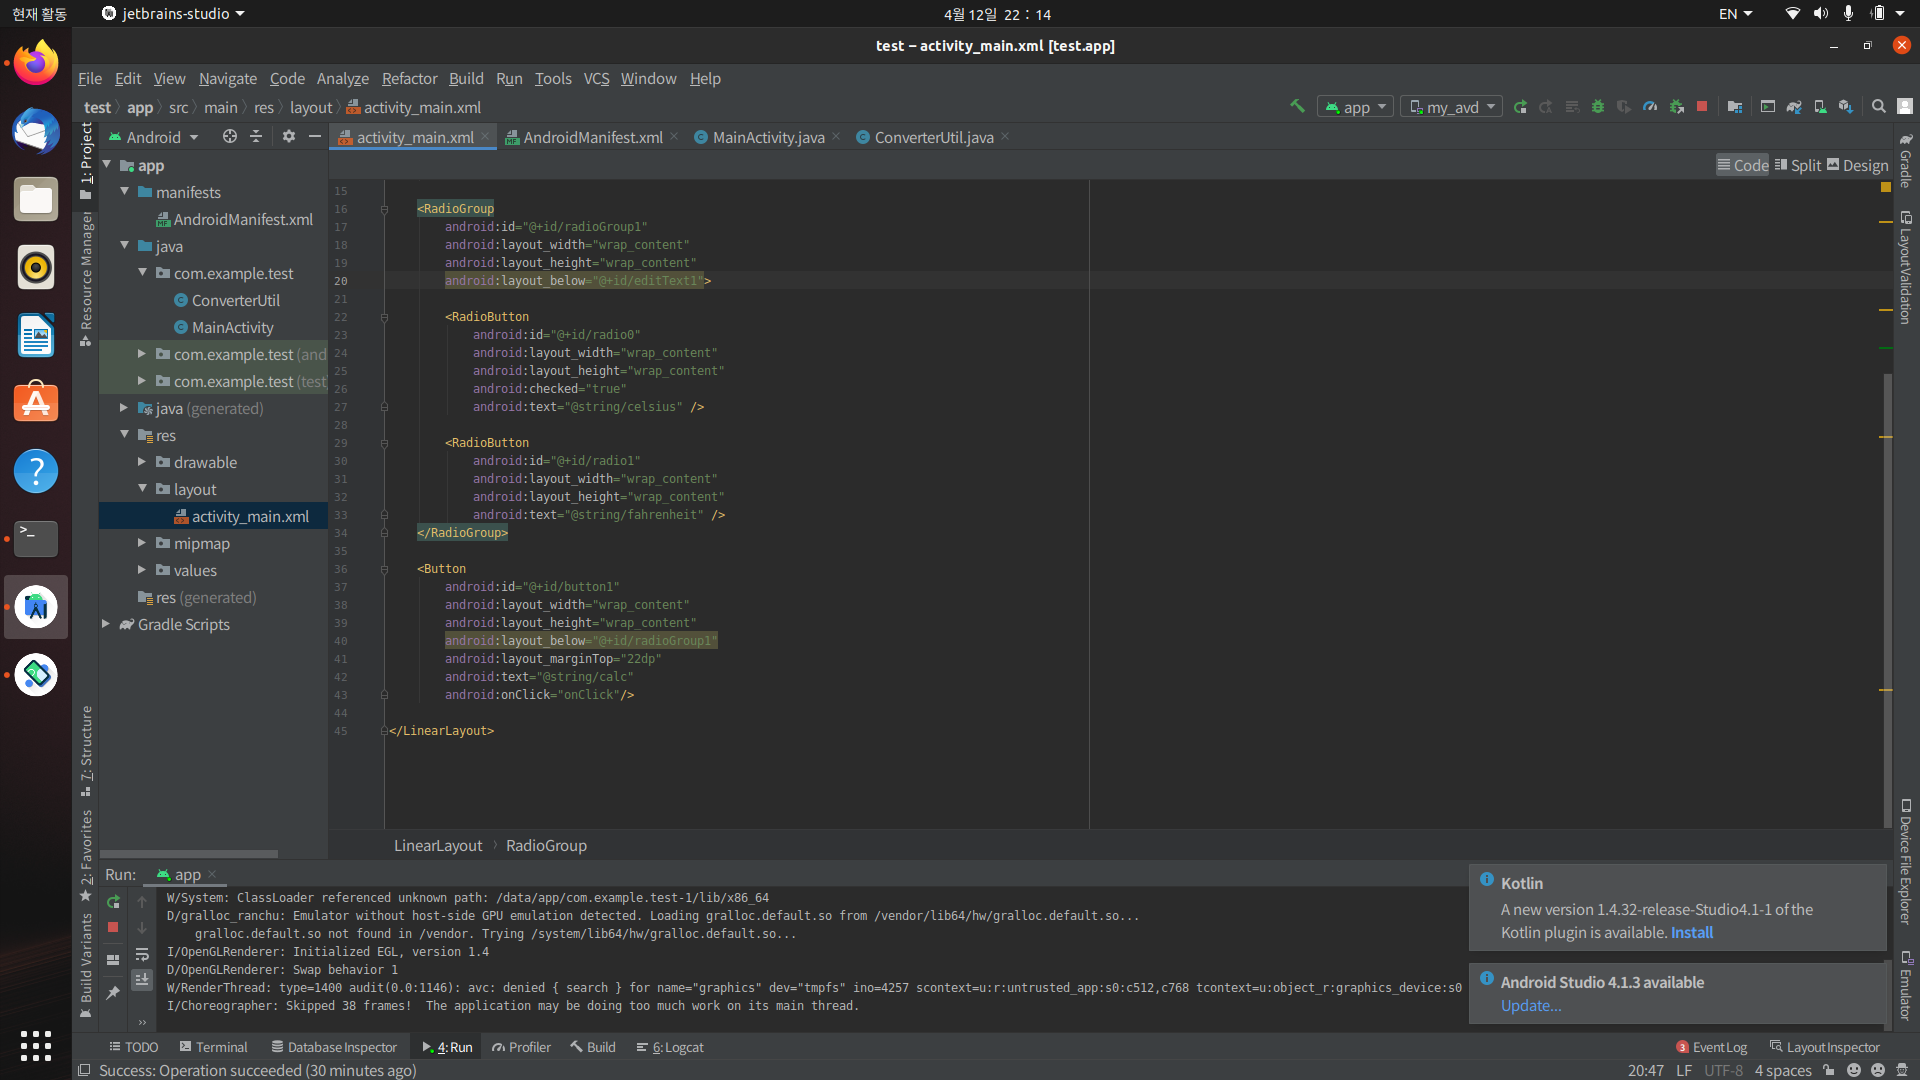 현재 활동
jetbrains-studio
4월 12일 22 : 14
EN
test – activity_main.xml [test.app]
File Edit View Navigate Code Analyze Refactor Build Run Tools VCS Window Help
test app src main res layout activity_main.xml
app
my_avd
Android
activity_main.xml
AndroidManifest.xml
MainActivity.java
ConverterUtil.java
Code Split Design
1: Project
Resource Manager
7: Structure
2: Favorites
Build Variants
app
manifests
AndroidManifest.xml
java
com.example.test
ConverterUtil
MainActivity
com.example.test (and
com.example.test (test
java (generated)
res
drawable
layout
activity_main.xml
mipmap
values
res (generated)
Gradle Scripts
15
16 <RadioGroup
17 android:id="@+id/radioGroup1"
18 android:layout_width="wrap_content"
19 android:layout_height="wrap_content"
20 android:layout_below="@+id/editText1">
21
22 <RadioButton
23 android:id="@+id/radio0"
24 android:layout_width="wrap_content"
25 android:layout_height="wrap_content"
26 android:checked="true"
27 android:text="@string/celsius" />
28
29 <RadioButton
30 android:id="@+id/radio1"
31 android:layout_width="wrap_content"
32 android:layout_height="wrap_content"
33 android:text="@string/fahrenheit" />
34 </RadioGroup>
35
36 <Button
37 android:id="@+id/button1"
38 android:layout_width="wrap_content"
39 android:layout_height="wrap_content"
40 android:layout_below="@+id/radioGroup1"
41 android:layout_marginTop="22dp"
42 android:text="@string/calc"
43 android:onClick="onClick"/>
44
45 </LinearLayout>
LinearLayout RadioGroup
Gradle
LayoutValidation
Device File Explorer
Emulator
Run: app
W/System: ClassLoader referenced unknown path: /data/app/com.example.test-1/lib/x86_64
D/gralloc_ranchu: Emulator without host-side GPU emulation detected. Loading gralloc.default.so from /vendor/lib64/hw/gralloc.default.so...
gralloc.default.so not found in /vendor. Trying /system/lib64/hw/gralloc.default.so...
I/OpenGLRenderer: Initialized EGL, version 1.4
D/OpenGLRenderer: Swap behavior 1
W/RenderThread: type=1400 audit(0.0:1146): avc: denied { search } for name="graphics" dev="tmpfs" ino=4257 scontext=u:r:untrusted_app:s0:c512,c768 tcontext=u:object_r:graphics_device:s0
I/Choreographer: Skipped 38 frames!  The application may be doing too much work on its main thread.
Kotlin
A new version 1.4.32-release-Studio4.1-1 of the
Kotlin plugin is available. Install
Android Studio 4.1.3 available
Update...
TODO Terminal Database Inspector 4: Run Profiler Build 6: Logcat
3 Event Log Layout Inspector
Success: Operation succeeded (30 minutes ago)
20:47 LF UTF-8 4 spaces